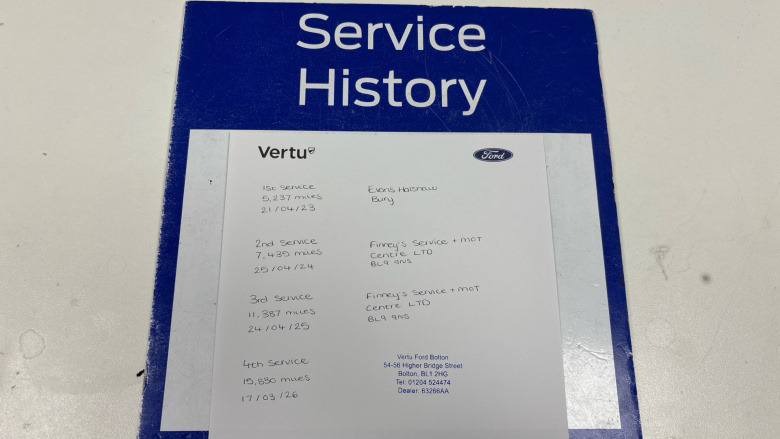 Service
History
Vertu
Ford
1st Service
5,237 miles
21/04/23
Evans Halshaw
Bury
2nd Service
7,439 miles
25/04/24
Finney's Service + MOT
Centre LTD
BL9 9NS
3rd Service
11,387 miles
24/04/25
Finney's Service + MOT
Centre LTD
BL9 9NS
4th Service
15,830 miles
17/03/26
Vertu Ford Bolton
54-56 Higher Bridge Street
Bolton, BL1 2HG
Tel: 01204 524474
Dealer: 63266AA